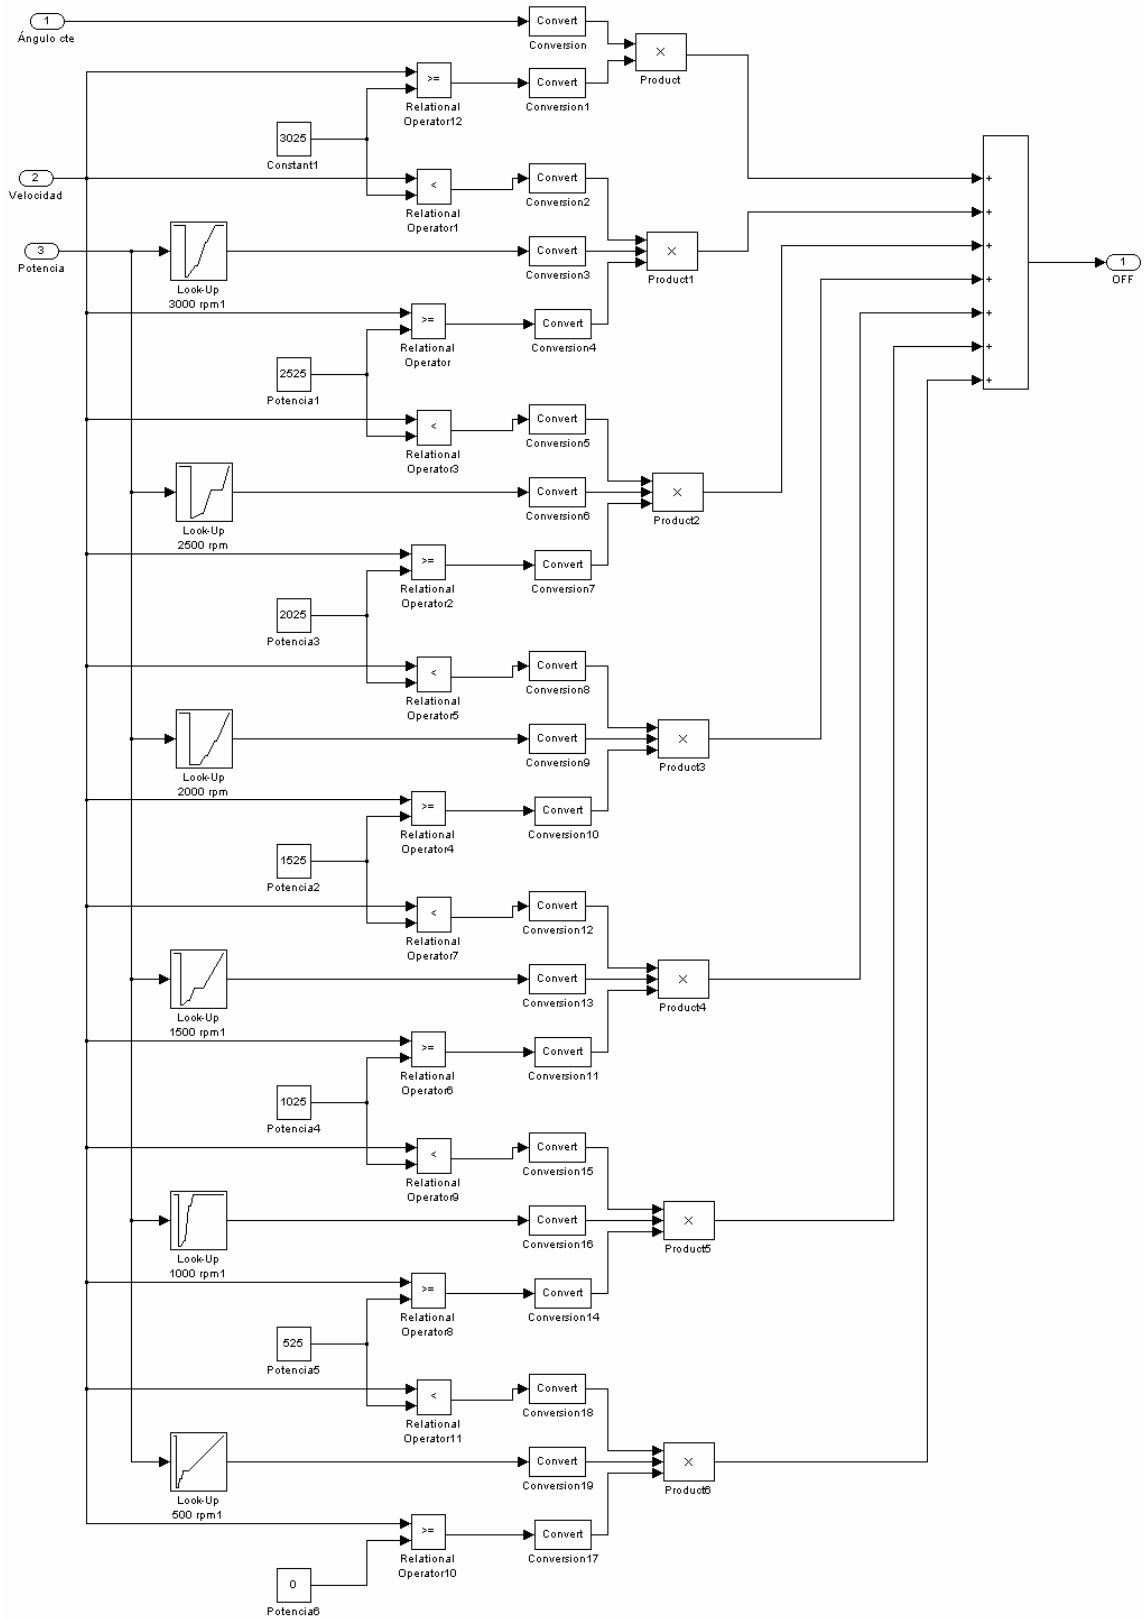 1
Ángulo cte
Convert
Conversion
×
Product
>=
Relational
Operator12
Convert
Conversion1
3025
Constant1
2
Velocidad
<
Relational
Operator1
Convert
Conversion2
+
+
+
+
+
+
+
1
OFF
3
Potencia
Look-Up
3000 rpm1
Convert
Conversion3
×
Product1
>=
Relational
Operator
Convert
Conversion4
2525
Potencia1
<
Relational
Operator3
Convert
Conversion5
Look-Up
2500 rpm
Convert
Conversion6
×
Product2
>=
Relational
Operator2
Convert
Conversion7
2025
Potencia3
<
Relational
Operator5
Convert
Conversion8
Look-Up
2000 rpm
Convert
Conversion9
×
Product3
>=
Relational
Operator4
Convert
Conversion10
1525
Potencia2
<
Relational
Operator7
Convert
Conversion12
Look-Up
1500 rpm1
Convert
Conversion13
×
Product4
>=
Relational
Operator6
Convert
Conversion11
1025
Potencia4
<
Relational
Operator9
Convert
Conversion15
Look-Up
1000 rpm1
Convert
Conversion16
×
Product5
>=
Relational
Operator8
Convert
Conversion14
525
Potencia5
<
Relational
Operator11
Convert
Conversion18
Look-Up
500 rpm1
Convert
Conversion19
×
Product6
>=
Relational
Operator10
Convert
Conversion17
0
Potencia6